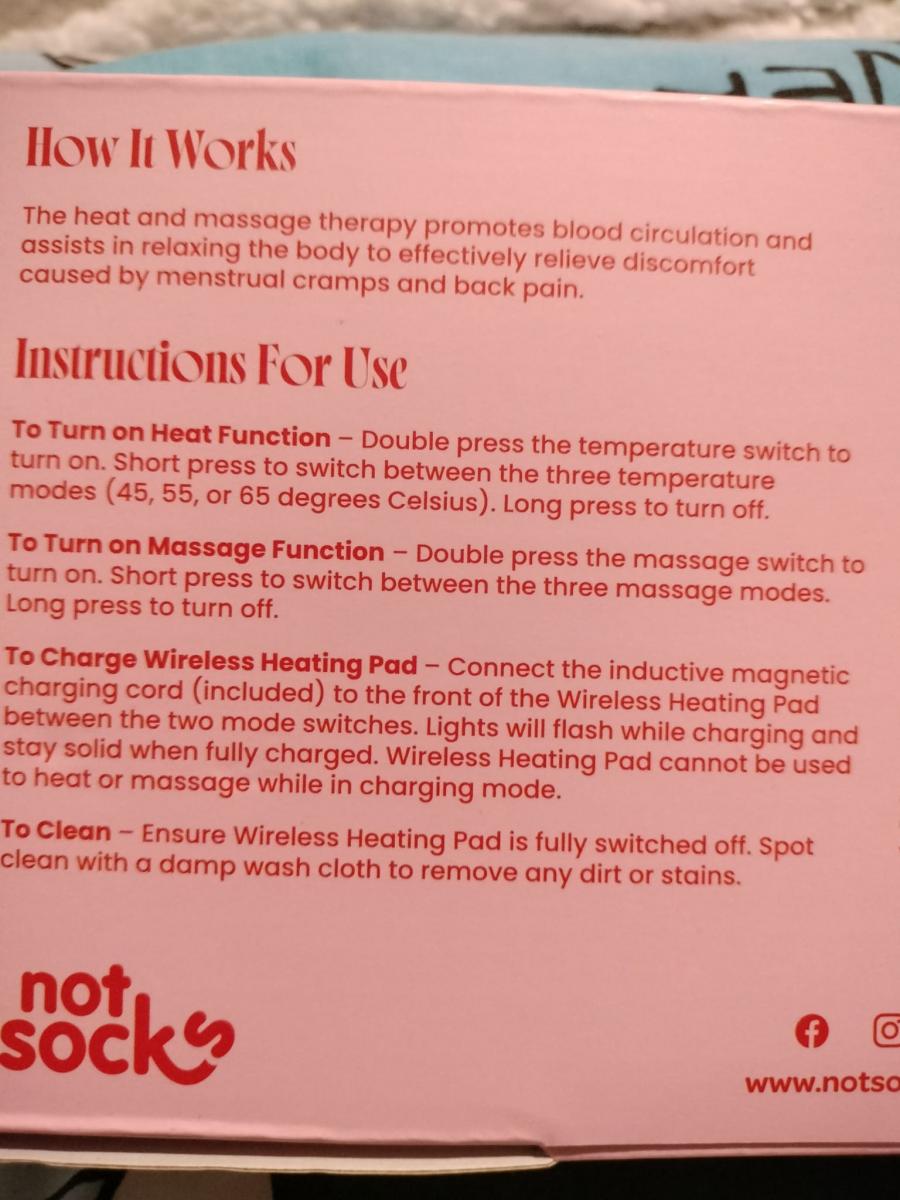 How It Works
The heat and massage therapy promotes blood circulation and
assists in relaxing the body to effectively relieve discomfort
caused by menstrual cramps and back pain.
Instructions For Use
To Turn on Heat Function – Double press the temperature switch to
turn on. Short press to switch between the three temperature
modes (45, 55, or 65 degrees Celsius). Long press to turn off.
To Turn on Massage Function – Double press the massage switch to
turn on. Short press to switch between the three massage modes.
Long press to turn off.
To Charge Wireless Heating Pad – Connect the inductive magnetic
charging cord (included) to the front of the Wireless Heating Pad
between the two mode switches. Lights will flash while charging and
stay solid when fully charged. Wireless Heating Pad cannot be used
to heat or massage while in charging mode.
To Clean – Ensure Wireless Heating Pad is fully switched off. Spot
clean with a damp wash cloth to remove any dirt or stains.
not
socks
www.notso